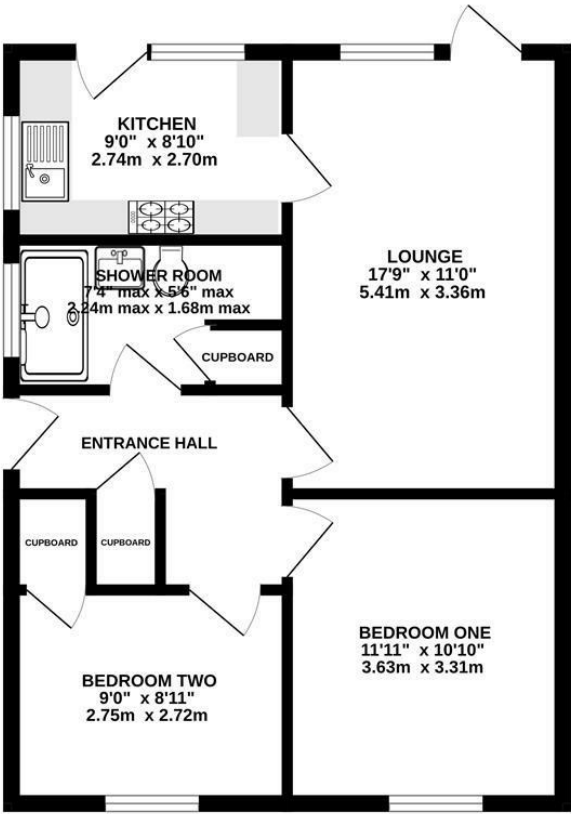 KITCHEN
9'0" x 8'10"
2.74m x 2.70m
LOUNGE
17'9" x 11'0"
5.41m x 3.36m
SHOWER ROOM
7'4" max x 5'6" max
2.24m max x 1.68m max
CUPBOARD
ENTRANCE HALL
CUPBOARD
CUPBOARD
BEDROOM ONE
11'11" x 10'10"
3.63m x 3.31m
BEDROOM TWO
9'0" x 8'11"
2.75m x 2.72m